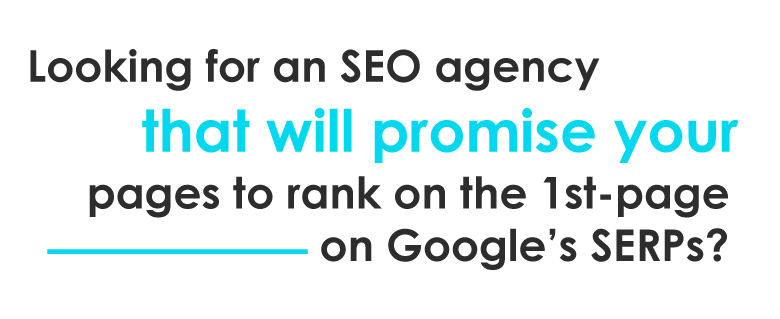 Looking for an SEO agency
that will promise your
pages to rank on the 1st-page
on Google’s SERPs?